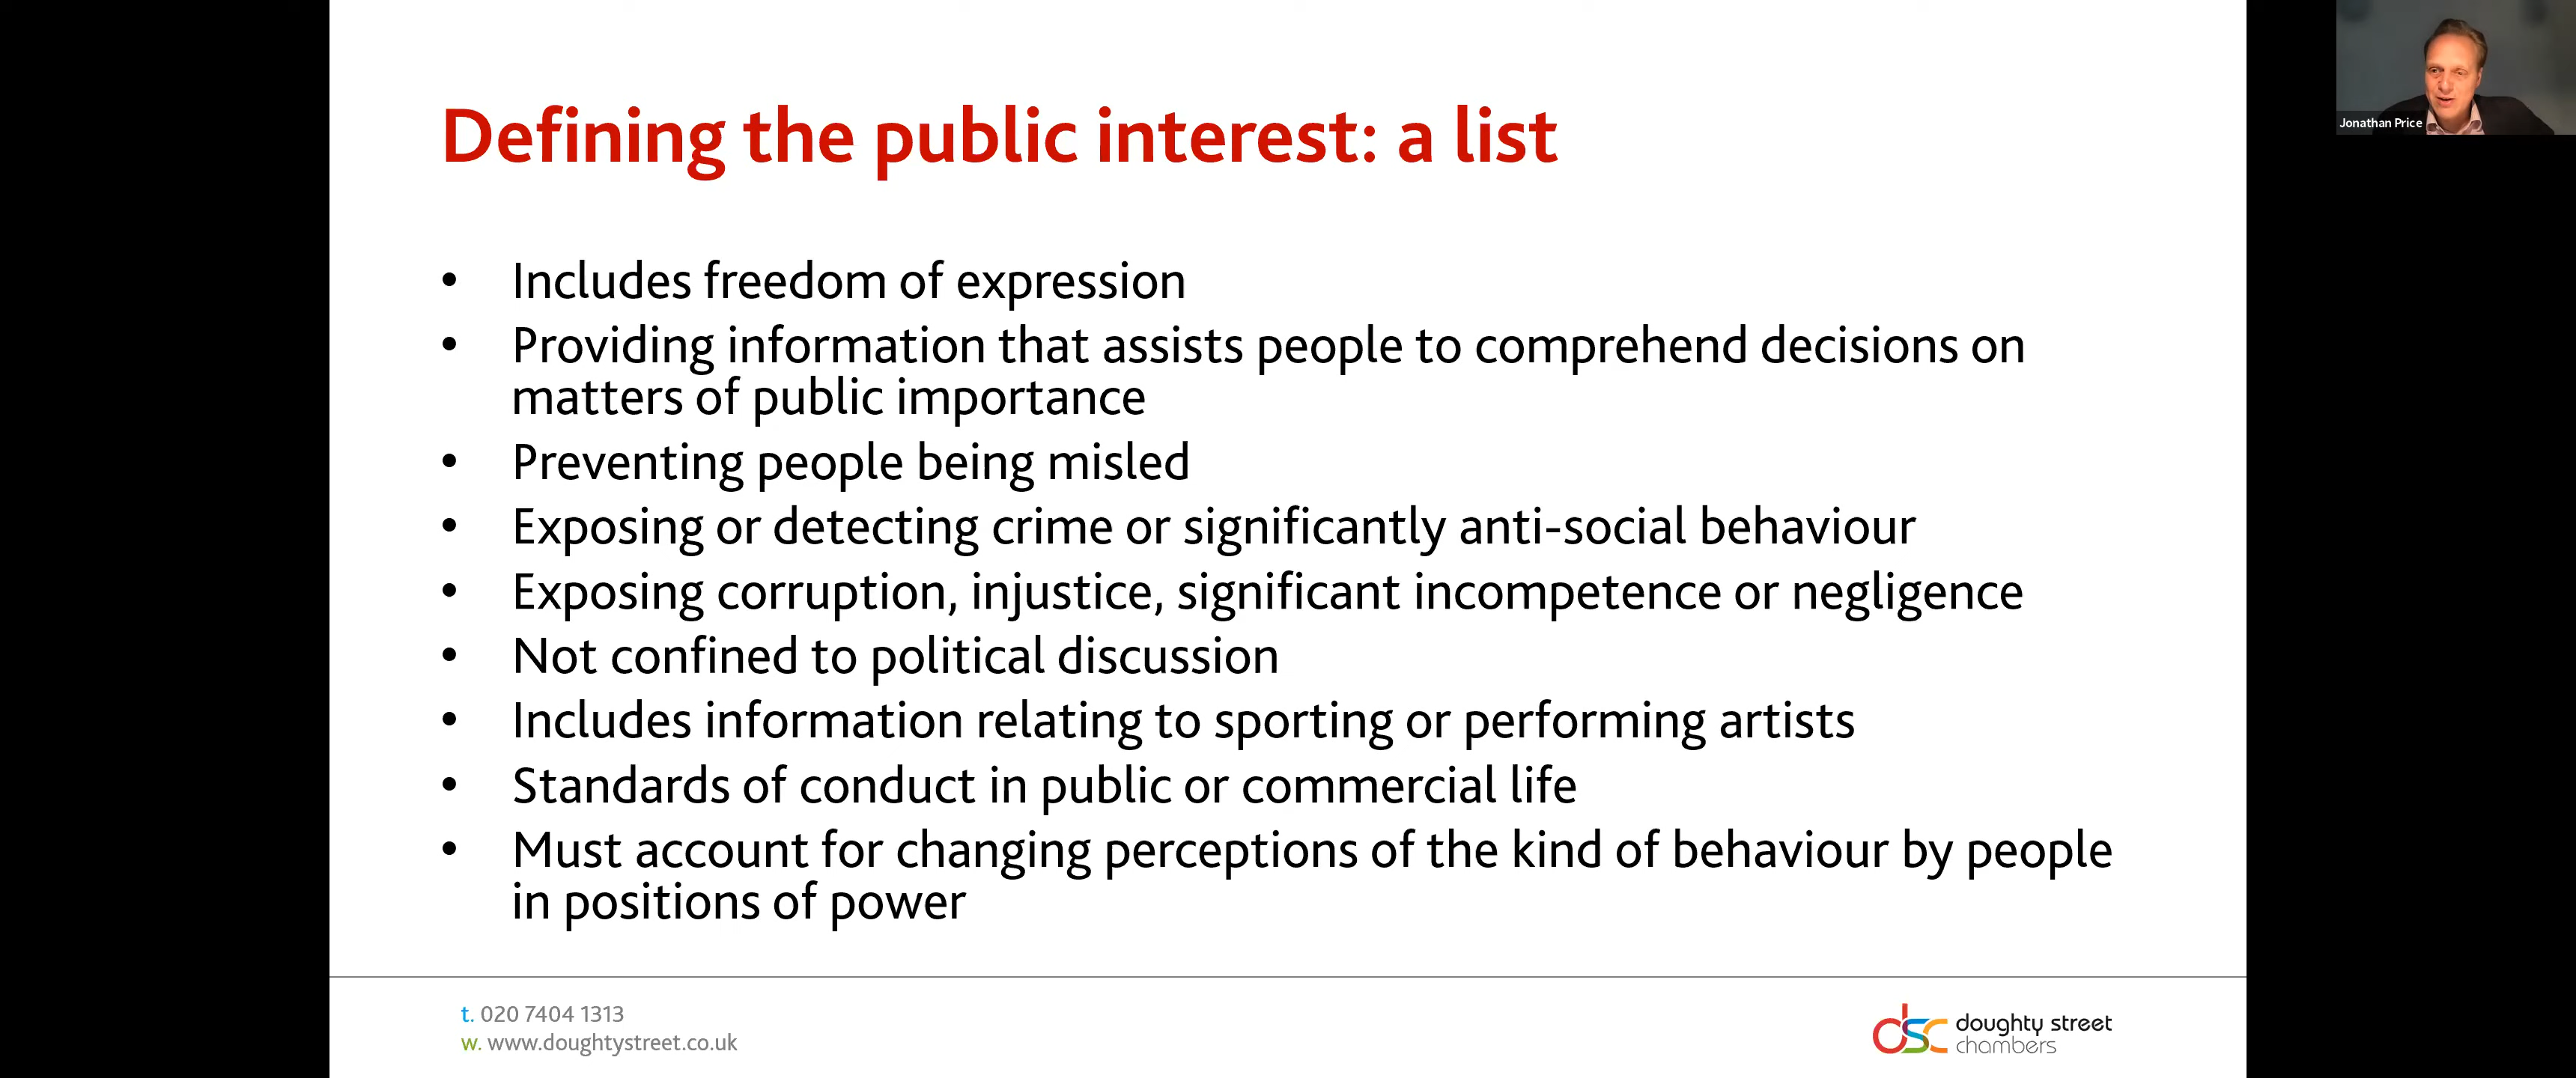 Defining the public interest: a list
Jonathan Price
• Includes freedom of expression
• Providing information that assists people to comprehend decisions on
matters of public importance
• Preventing people being misled
• Exposing or detecting crime or significantly anti-social behaviour
• Exposing corruption, injustice, significant incompetence or negligence
• Not confined to political discussion
• Includes information relating to sporting or performing artists
• Standards of conduct in public or commercial life
• Must account for changing perceptions of the kind of behaviour by people
in positions of power
t. 020 7404 1313
w. www.doughtystreet.co.uk
dsc doughty street
chambers